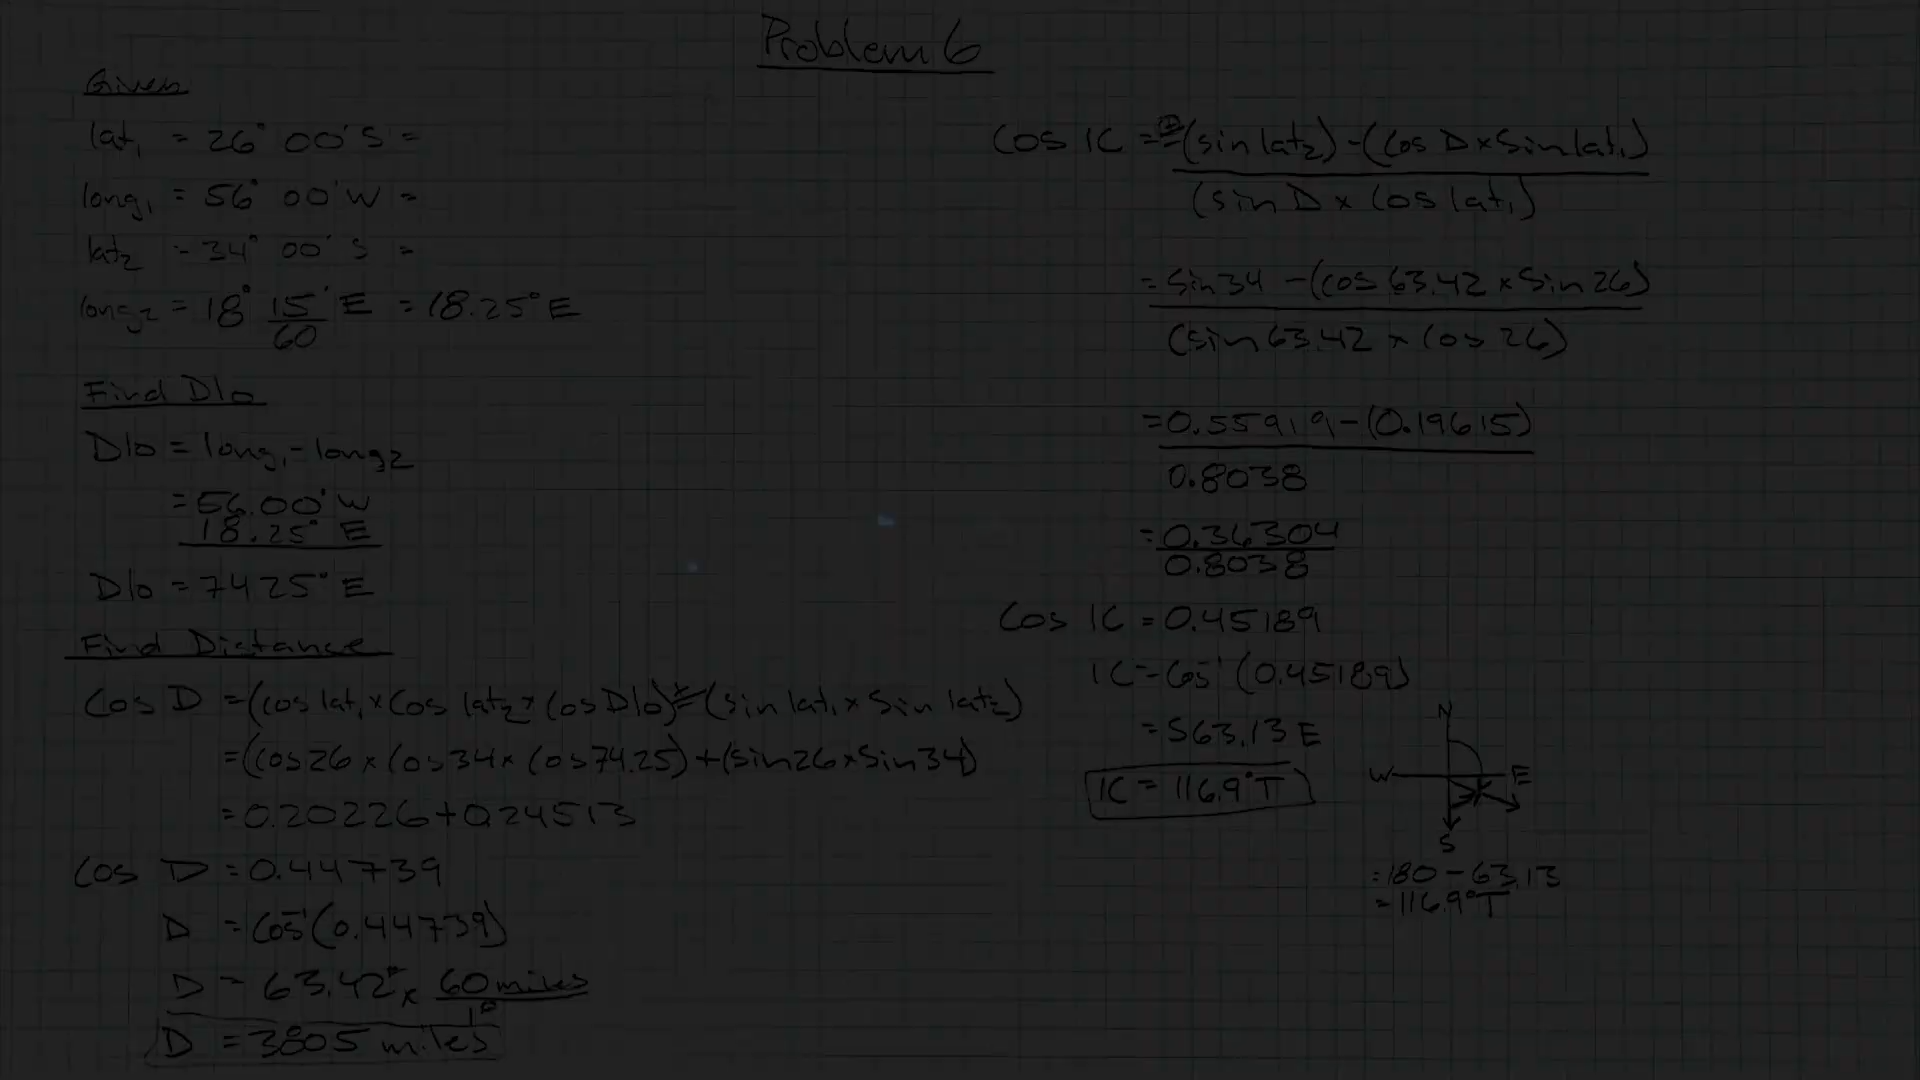 Problem 6
Given
lat₁ = 26° 00' S =
long₁ = 56° 00' W =
lat₂ = 34° 00' S =
long₂ = 18° 15'/60 E = 18.25° E
Find Dlo
Dlo = long₁ - long₂
= 56.00° W
18.25° E
Dlo = 74.25° E
Find Distance
Cos D = (cos lat₁ x Cos lat₂ x Cos Dlo) ± (sin lat₁ x Sin lat₂)
= (cos 26 x Cos 34 x Cos 74.25) + (sin 26 x Sin 34)
= 0.20226 + 0.24513
Cos D = 0.44739
D = Cos⁻¹ (0.44739)
D = 63.42° x 60 miles / 1°
D = 3805 miles
Cos IC = (sin lat₂) - (Cos D x Sin lat₁)
(sin D x Cos lat₁)
= Sin 34 - (cos 63.42 x Sin 26)
(sin 63.42 x Cos 26)
= 0.55919 - (0.19615)
0.8038
= 0.36304
0.8038
Cos IC = 0.45189
IC = Cos⁻¹ (0.45189)
= S 63.13 E
IC = 116.9° T
N
W E
S
= 180 - 63.13
= 116.9° T